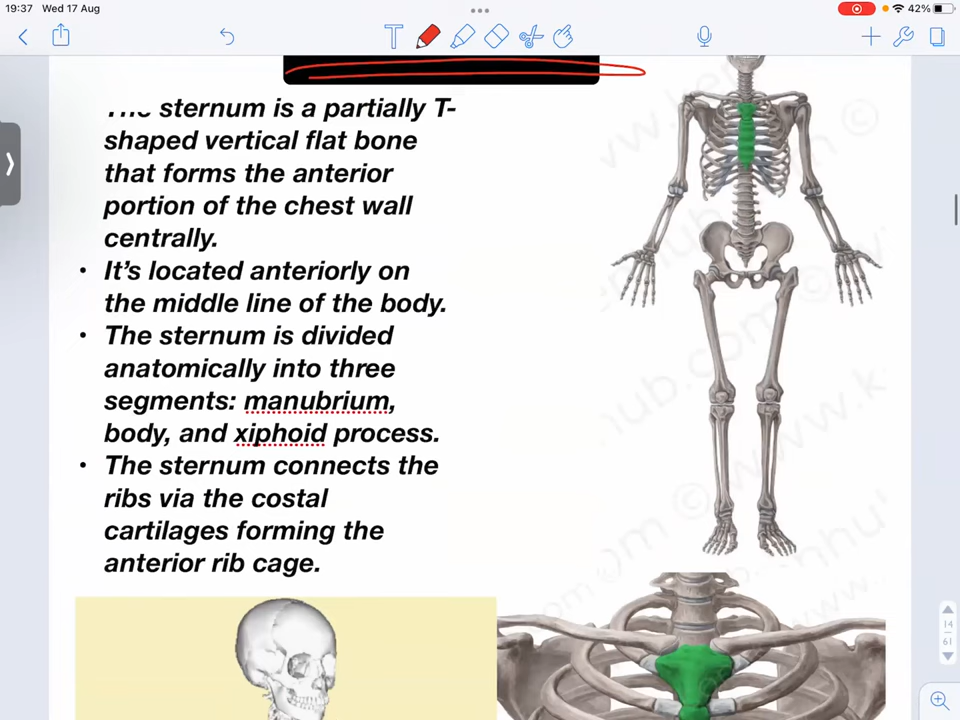 19:37 Wed 17 Aug
42%
The sternum is a partially T-
shaped vertical flat bone
that forms the anterior
portion of the chest wall
centrally.
• It’s located anteriorly on
the middle line of the body.
• The sternum is divided
anatomically into three
segments: manubrium,
body, and xiphoid process.
• The sternum connects the
ribs via the costal
cartilages forming the
anterior rib cage.
14
61